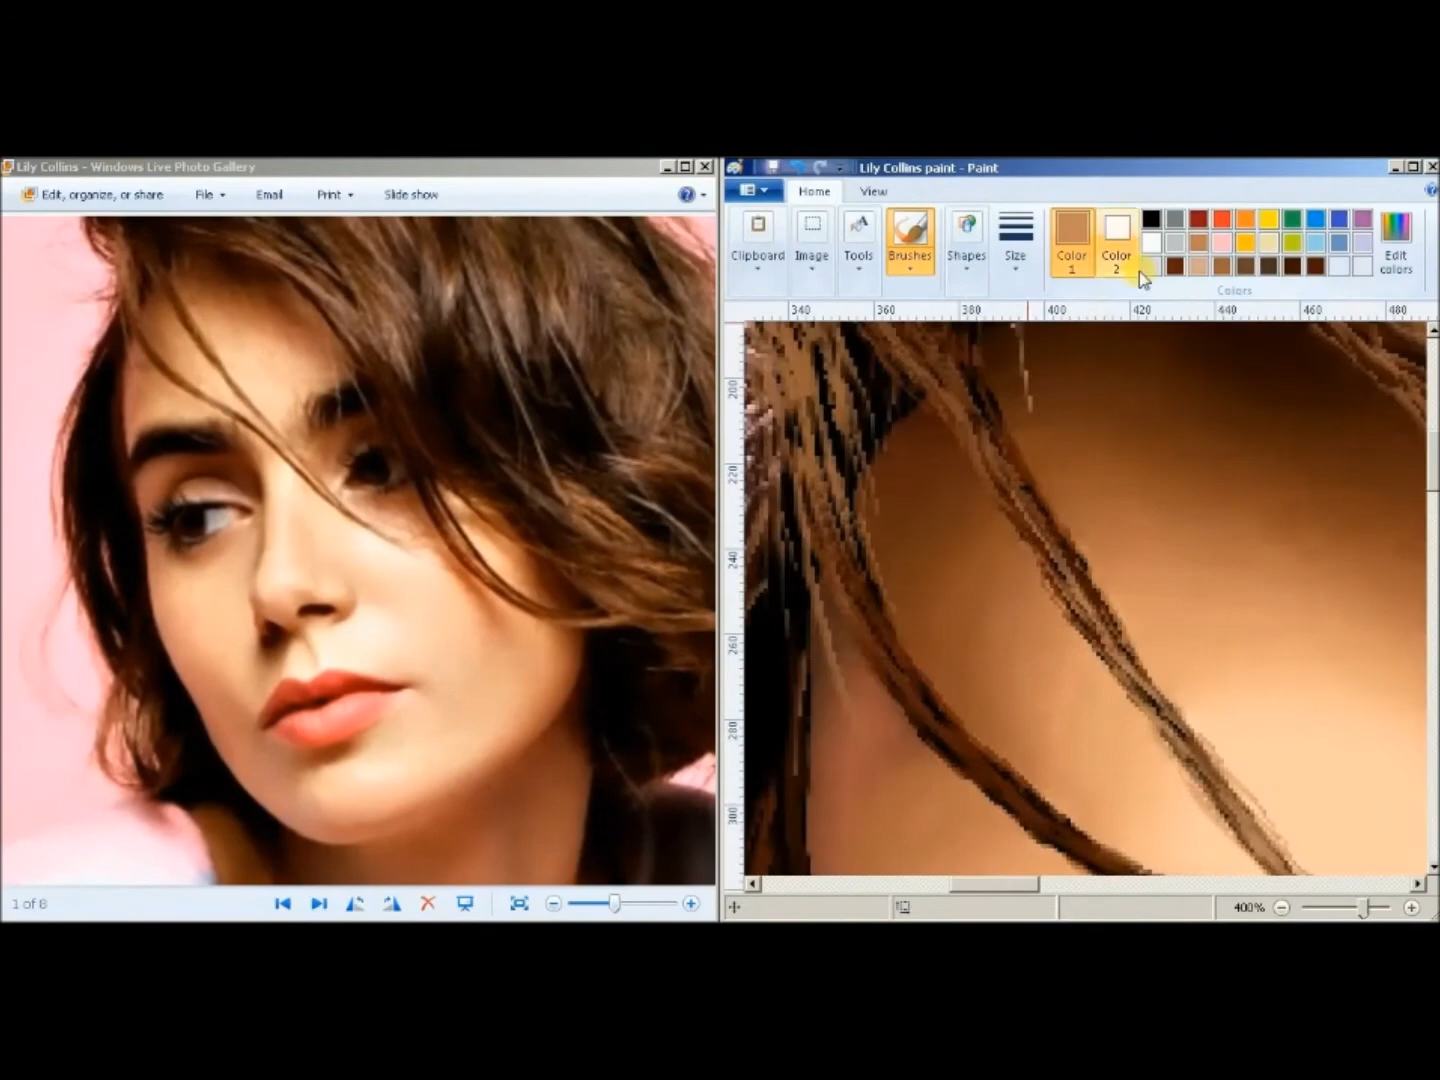 Lily Collins - Windows Live Photo Gallery
Edit, organize, or share File Email Print Slide show
1 of 8
Lily Collins paint - Paint
Home View
Clipboard Image Tools Brushes Shapes Size Color 1 Color 2 Edit colors
Colors
340 360 380 400 420 440 460 480
200
220
240
260
280
300
400%